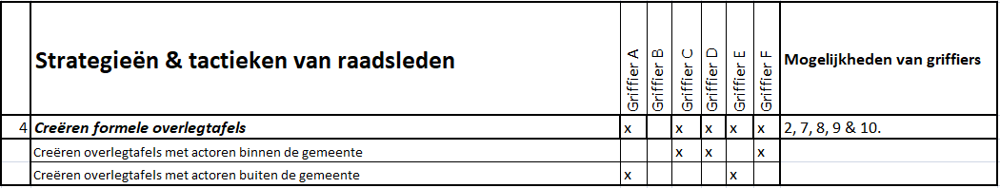 Strategieën & tactieken van raadsleden Griffier A Griffier B Griffier C Griffier D Griffier E Griffier F Mogelijkheden van griffiers
4 Creëren formele overlegtafels x x x x x 2, 7, 8, 9 & 10.
Creëren overlegtafels met actoren binnen de gemeente x x x
Creëren overlegtafels met actoren buiten de gemeente x x